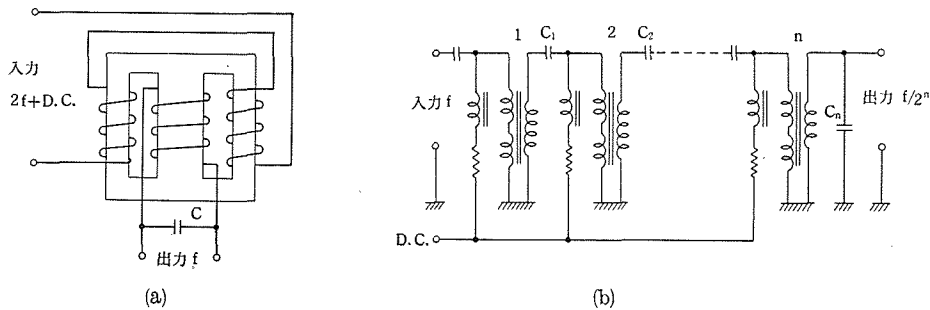 入力
2f+D.C.
C
出力 f
(a)
1 C₁ 2 C₂ n
入力 f
Cₙ
出力 f/2ⁿ
D.C.
(b)